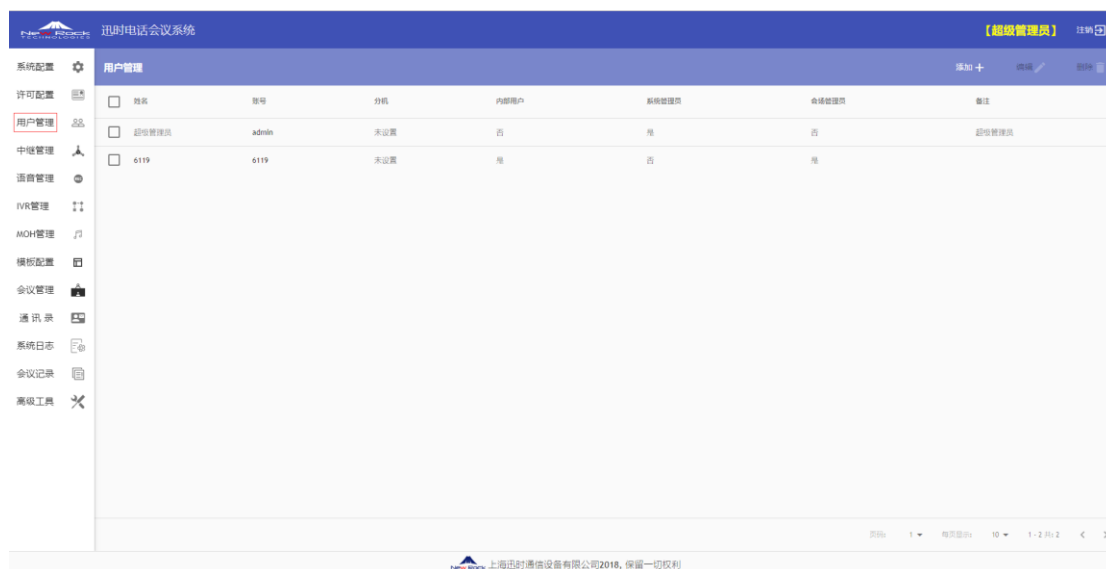 New Rock TECHNOLOGIES 迅时电话会议系统 【超级管理员】 注销
系统配置 用户管理 添加 编辑 删除
许可配置 姓名 账号 分机 内部用户 系统管理员 会场管理员 备注
用户管理 超级管理员 admin 未设置 否 是 否 超级管理员
中继管理 6119 6119 未设置 是 否 是
语音管理
IVR管理
MOH管理
模板配置
会议管理
通讯录
系统日志
会议记录
高级工具
页码: 1 每页显示: 10 1 - 2 共: 2
New Rock 上海迅时通信设备有限公司2018, 保留一切权利